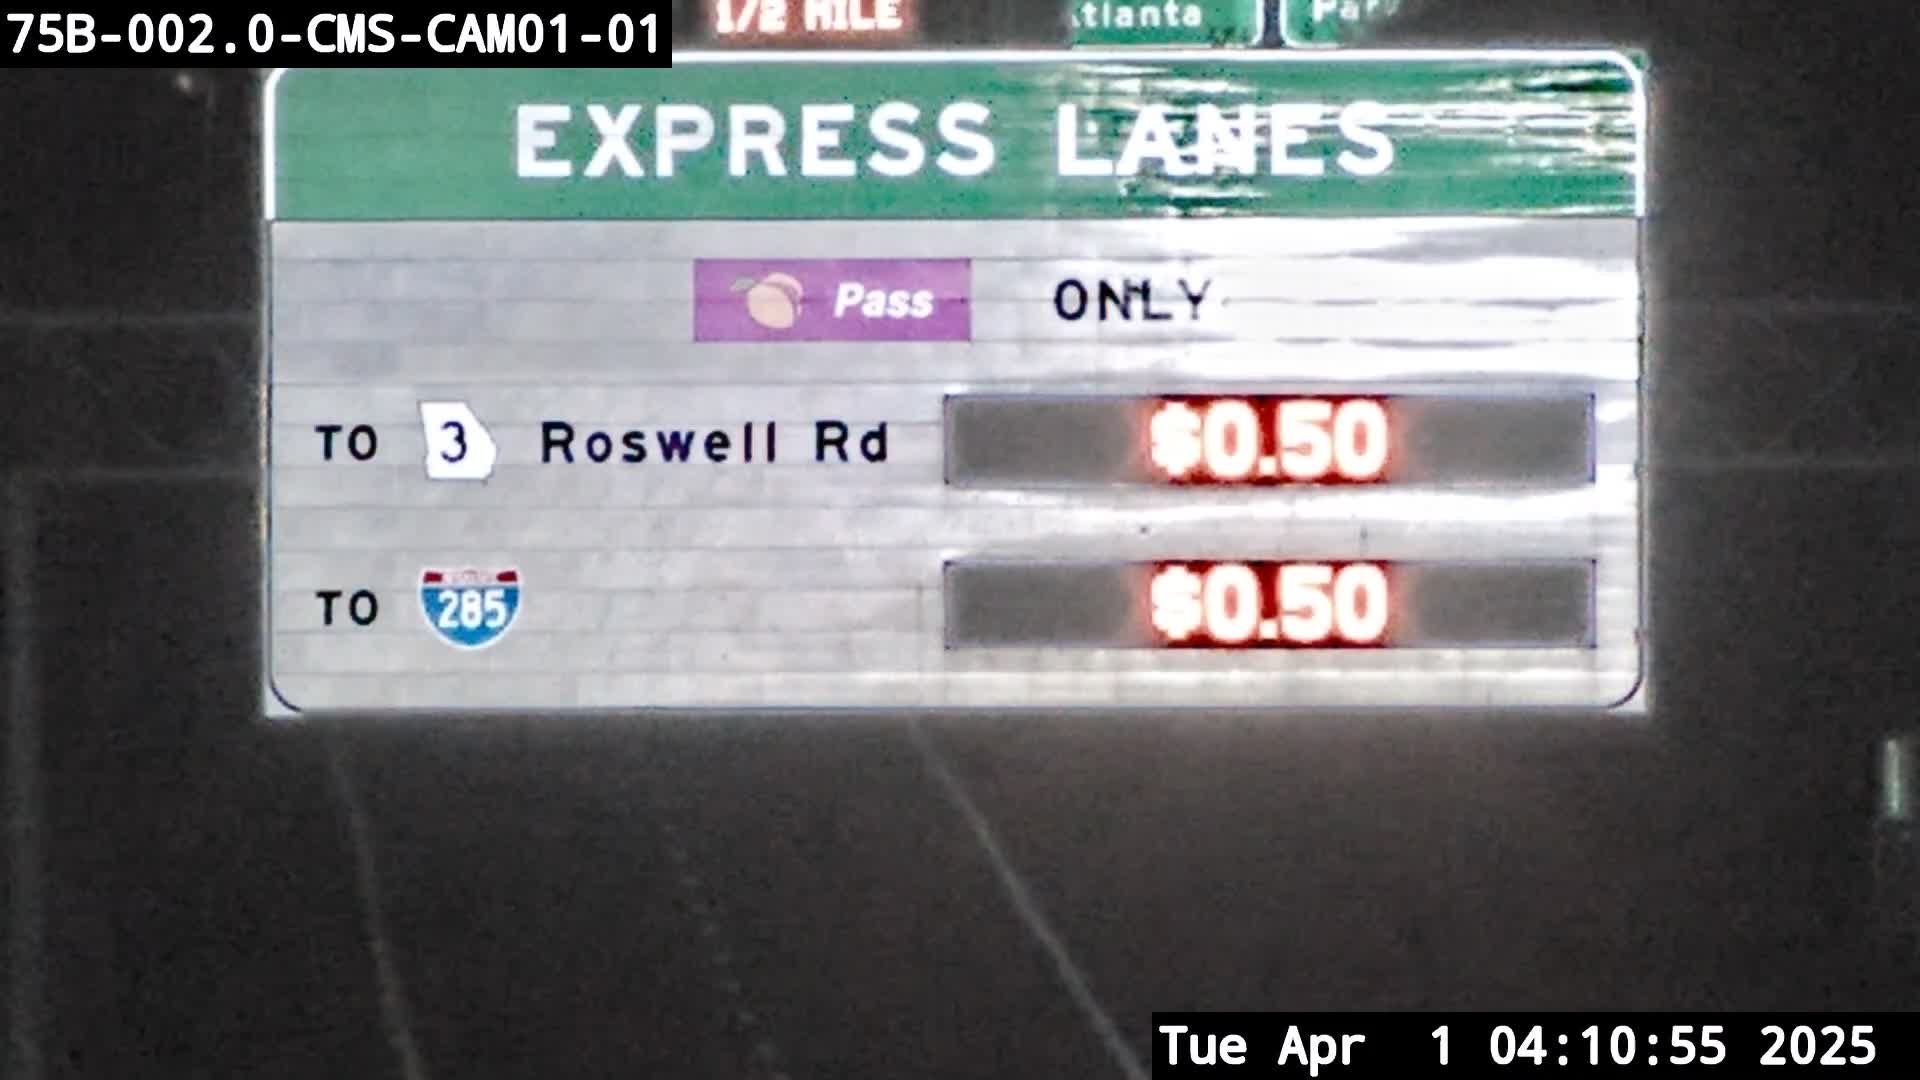 75B-002.0-CMS-CAM01-01
1/2 MILE
EXPRESS LANES
Pass ONLY
TO 3 Roswell Rd $0.50
TO 285 $0.50
Tue Apr 1 04:10:55 2025